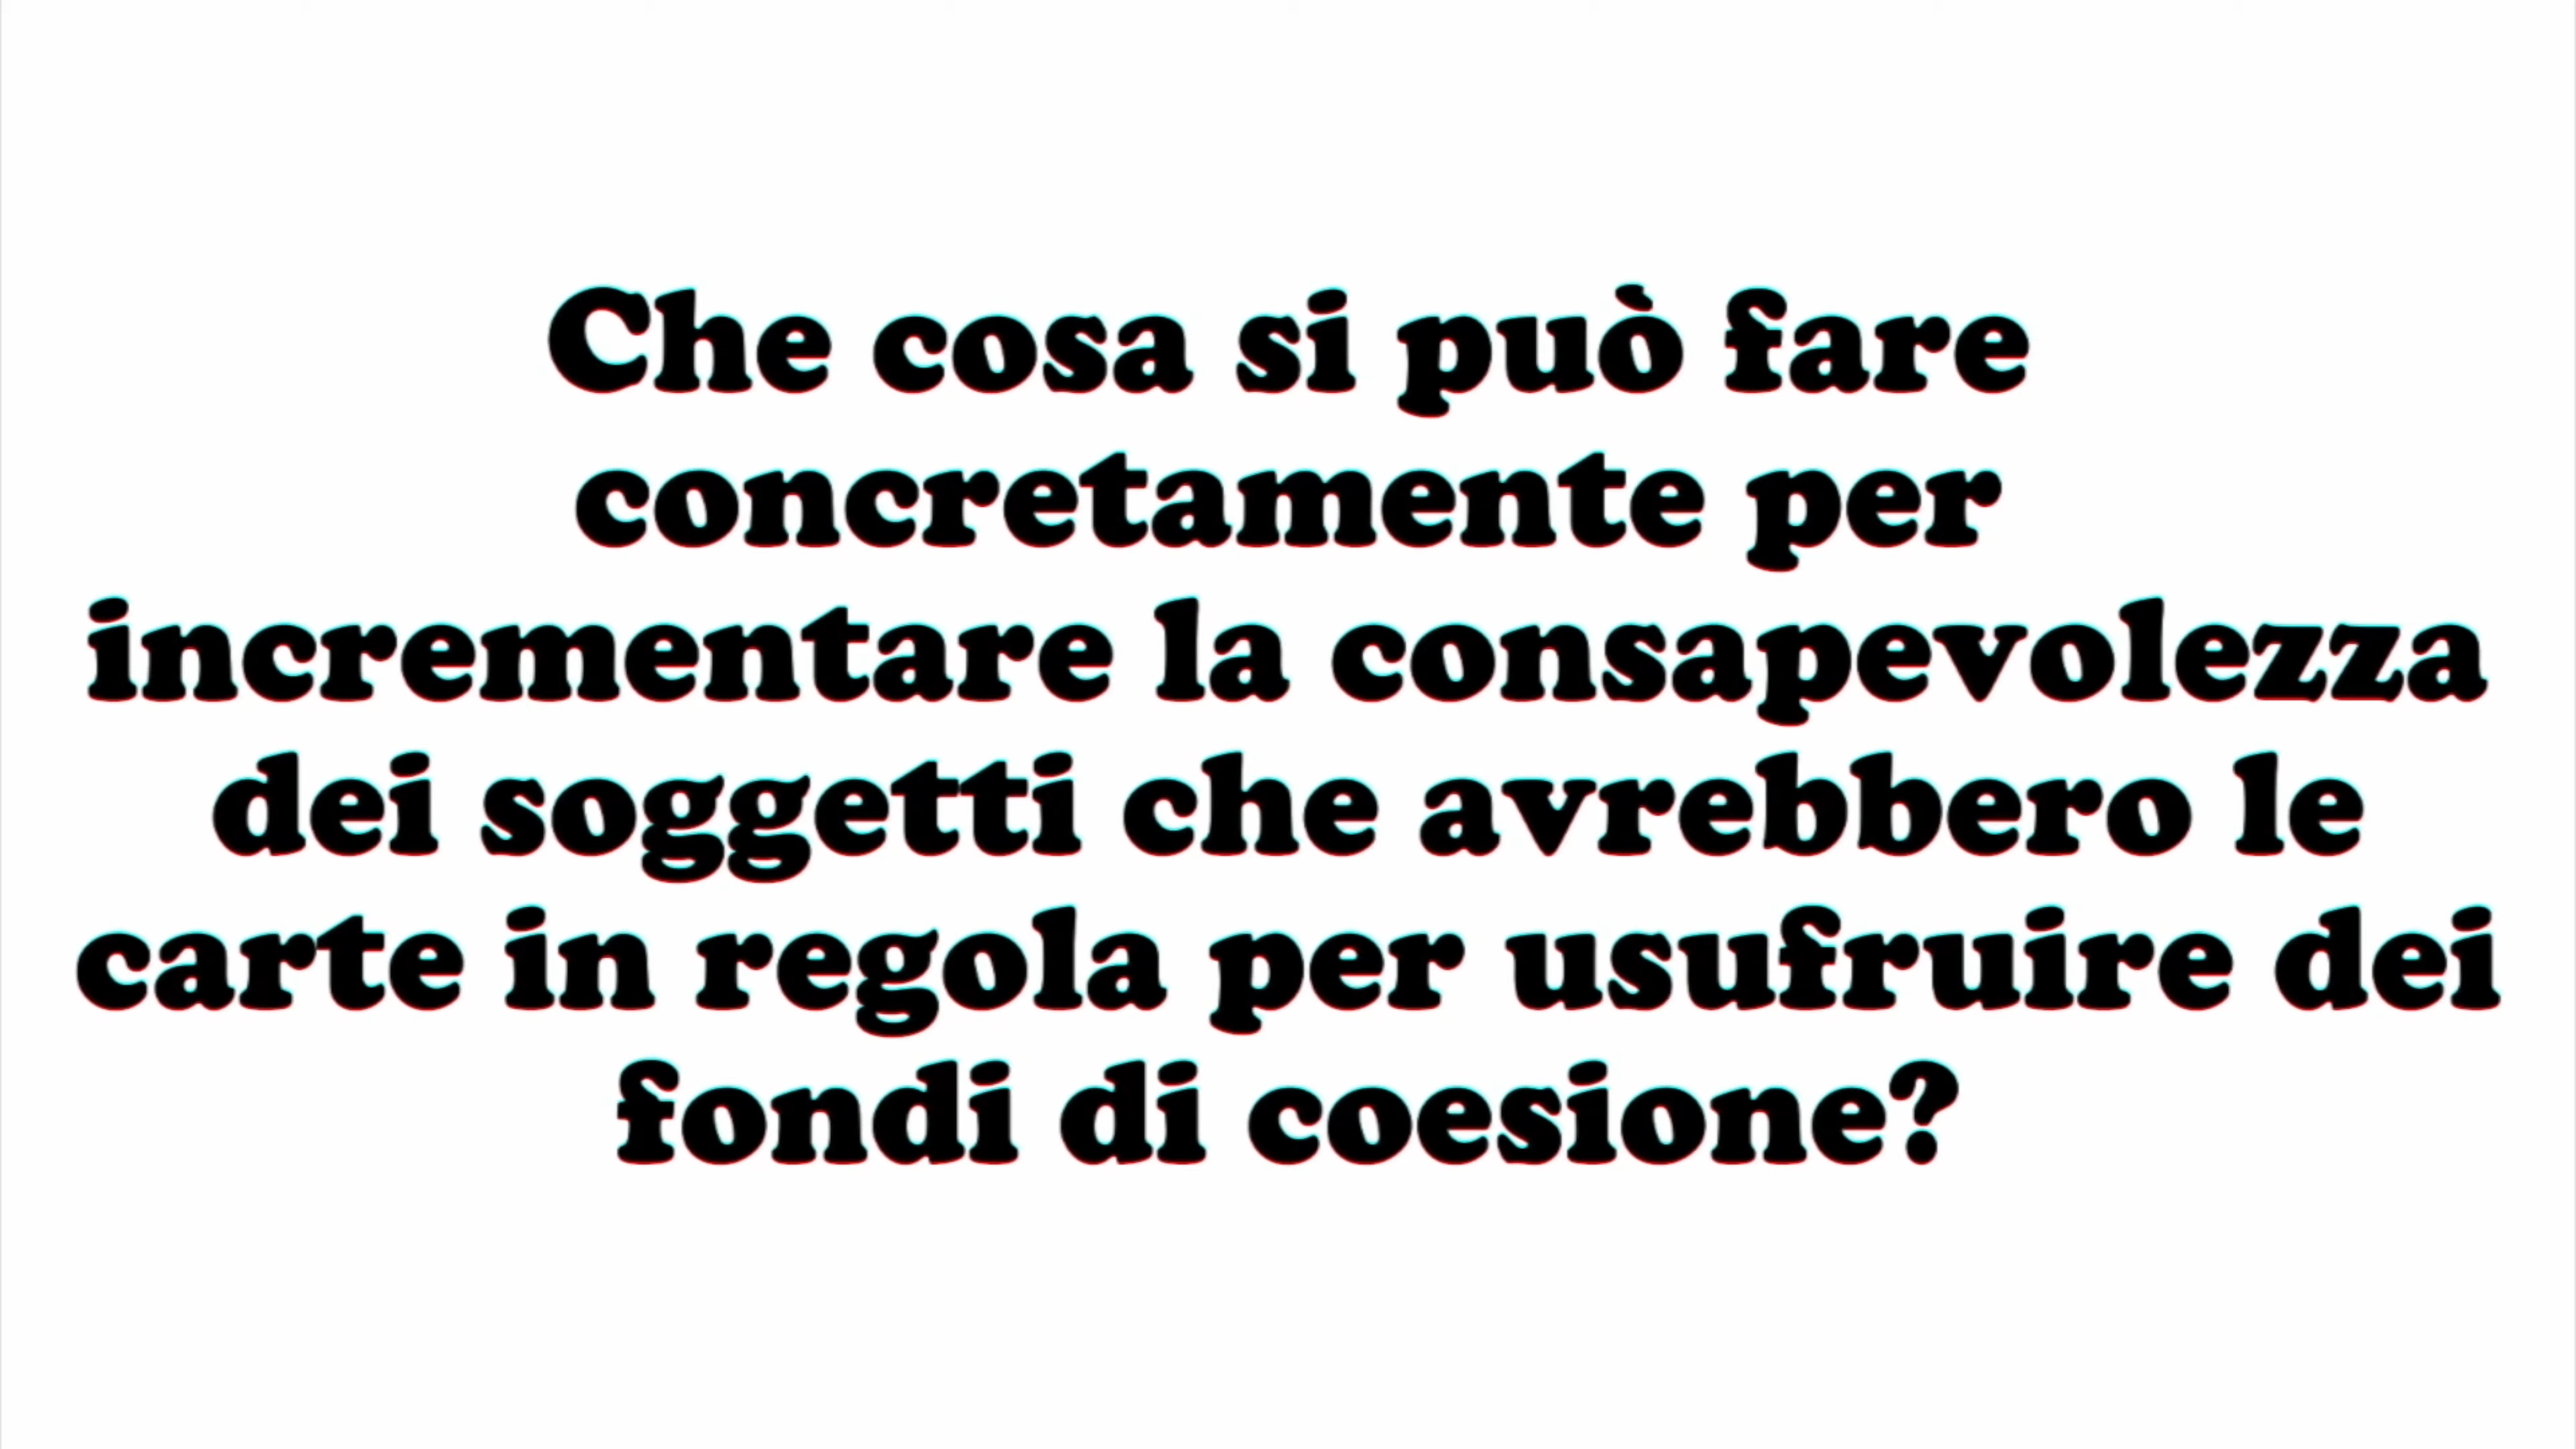 Che cosa si può fare
concretamente per
incrementare la consapevolezza
dei soggetti che avrebbero le
carte in regola per usufruire dei
fondi di coesione?